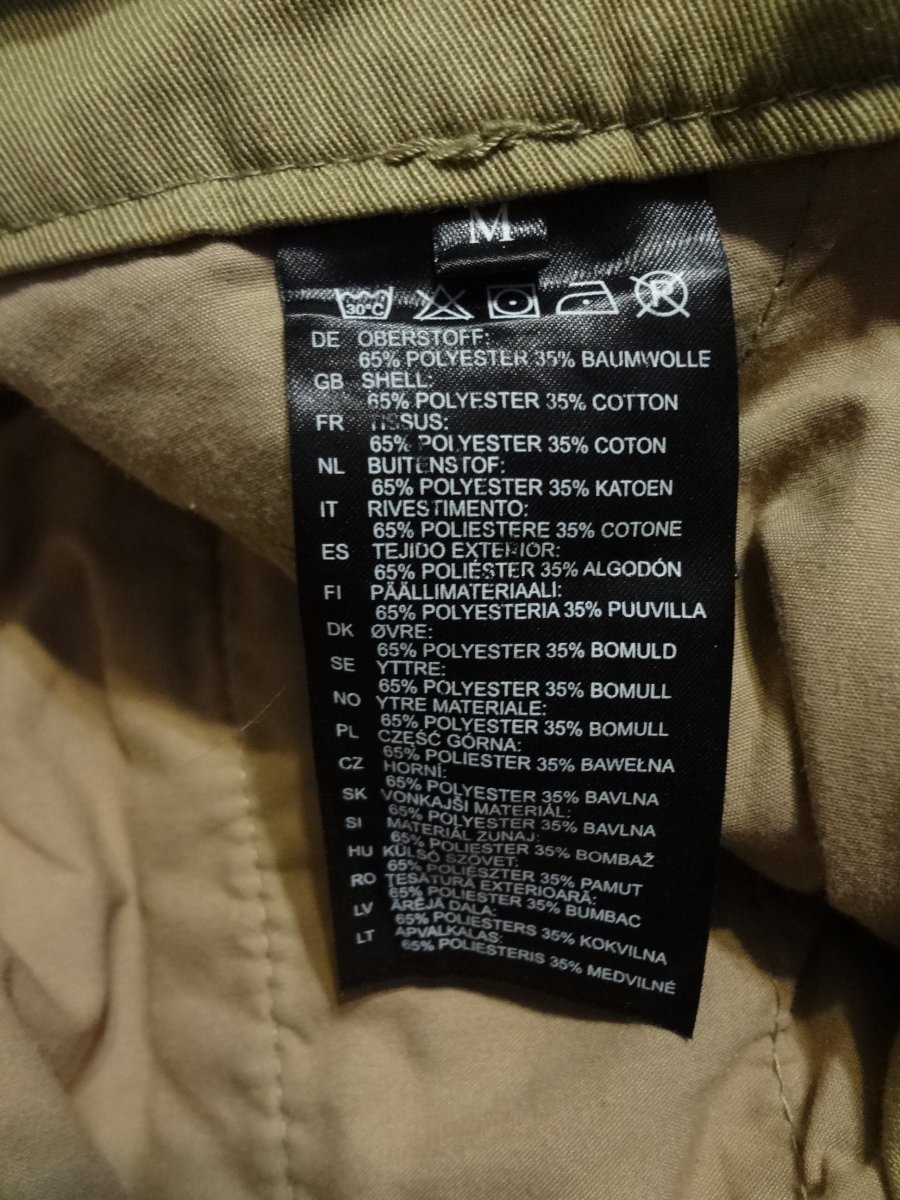 M
30°C
R
DE OBERSTOFF:
65% POLYESTER 35% BAUMWOLLE
GB SHELL:
65% POLYESTER 35% COTTON
FR TISSUS:
65% POLYESTER 35% COTON
NL BUITENSTOF:
65% POLYESTER 35% KATOEN
IT RIVESTIMENTO:
65% POLIESTERE 35% COTONE
ES TEJIDO EXTERIOR:
65% POLIÉSTER 35% ALGODÓN
FI PÄÄLLIMATERIAALI:
65% POLYESTERIA 35% PUUVILLA
DK ØVRE:
65% POLYESTER 35% BOMULD
SE YTTRE:
65% POLYESTER 35% BOMULL
NO YTRE MATERIALE:
65% POLYESTER 35% BOMULL
PL CZĘŚĆ GÓRNA:
65% POLIESTER 35% BAWEŁNA
CZ HORNÍ:
65% POLYESTER 35% BAVLNA
SK VONKAJŠI MATERIÁL:
65% POLYESTER 35% BAVLNA
SI MATERIÁL ZUNAJ:
65% POLIESTER 35% BOMBAŽ
HU KÜLSŐ SZÖVET:
65% POLIÉSZTER 35% PAMUT
RO ŢESĂTURĂ EXTERIOARĂ:
65% POLIESTER 35% BUMBAC
LV ĀRĒJĀ DAĻA:
65% POLIESTERS 35% KOKVILNA
LT APVALKALAS:
65% POLIESTERIS 35% MEDVILNĖ